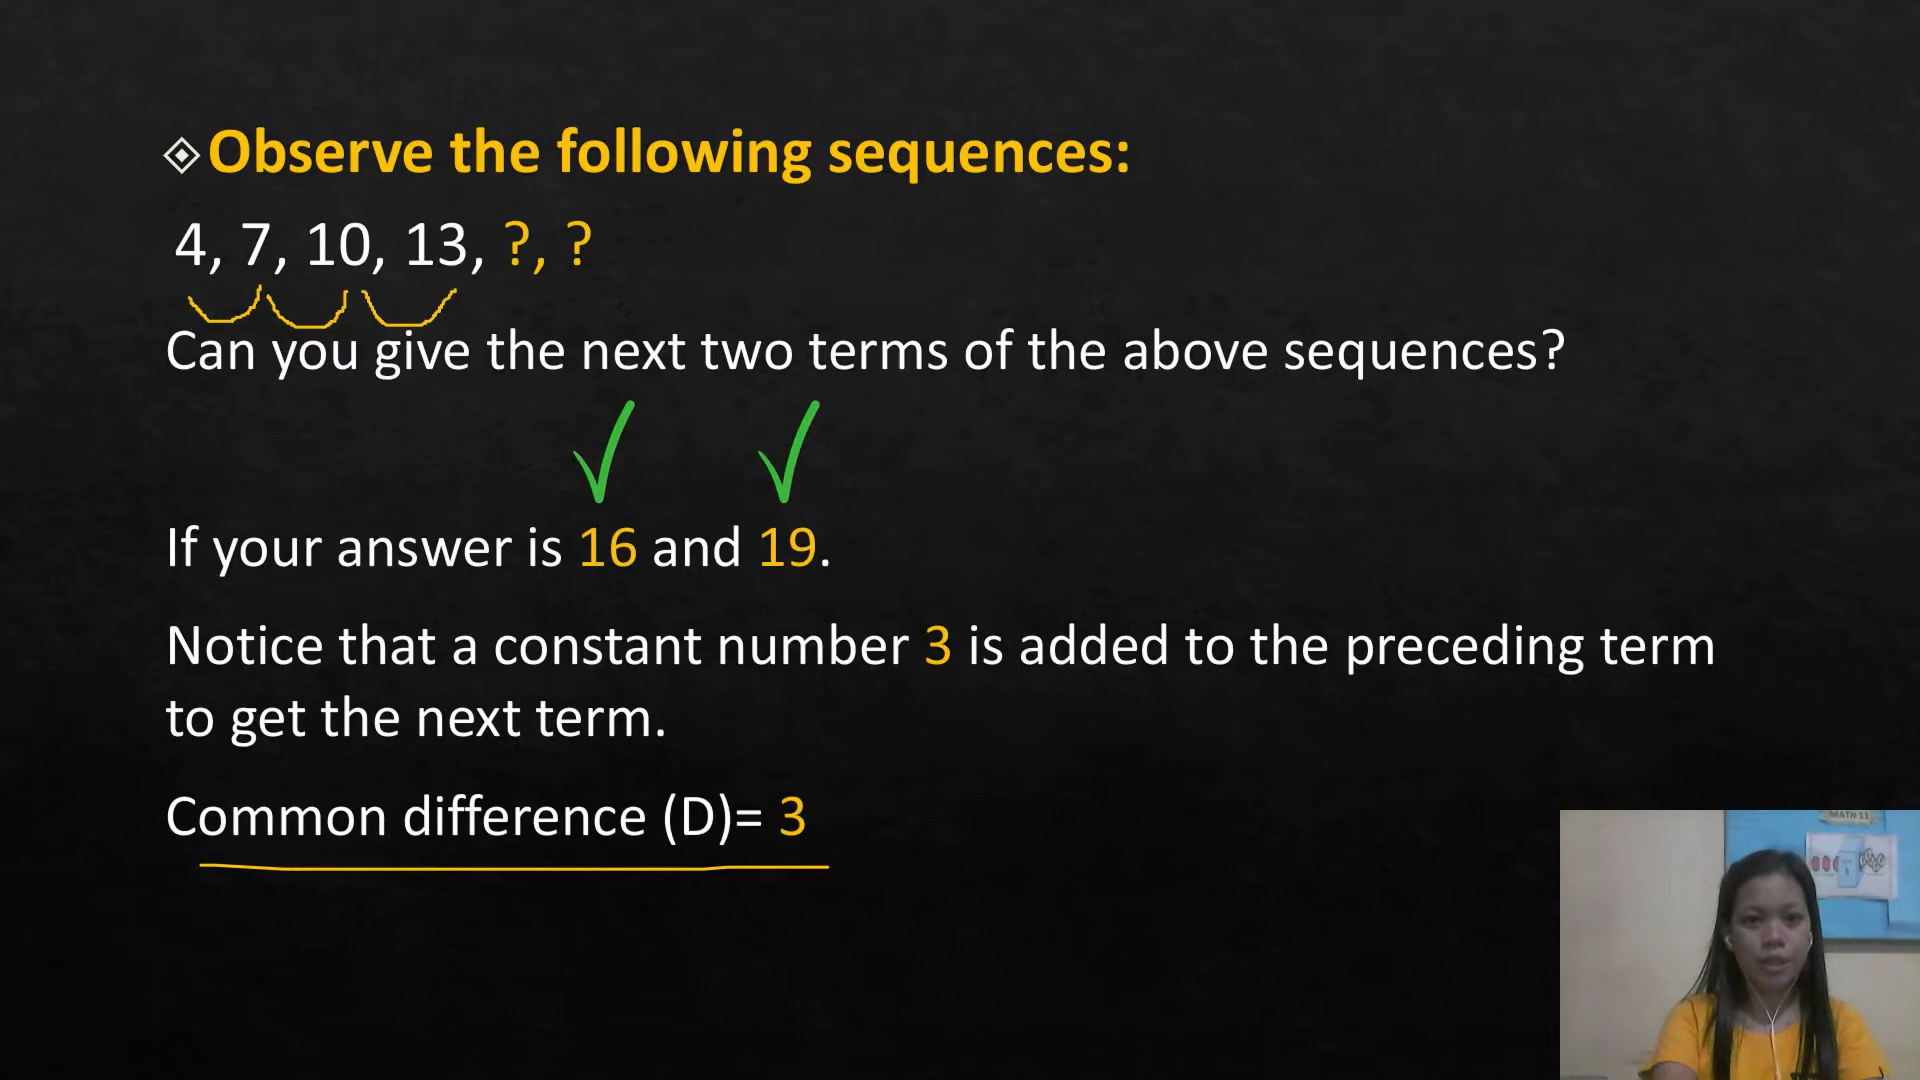 Observe the following sequences:
4, 7, 10, 13, ?, ?
Can you give the next two terms of the above sequences?
If your answer is 16 and 19.
Notice that a constant number 3 is added to the preceding term
to get the next term.
Common difference (D)= 3
MATH 11